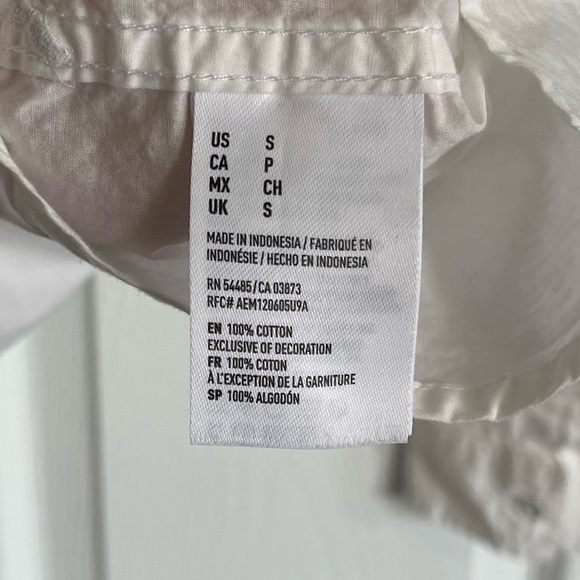 US S
CA P
MX CH
UK S
MADE IN INDONESIA / FABRIQUÉ EN
INDONÉSIE / HECHO EN INDONESIA
RN 54485/CA 03873
RFC# AEM120605U9A
EN 100% COTTON
EXCLUSIVE OF DECORATION
FR 100% COTON
À L'EXCEPTION DE LA GARNITURE
SP 100% ALGODÓN